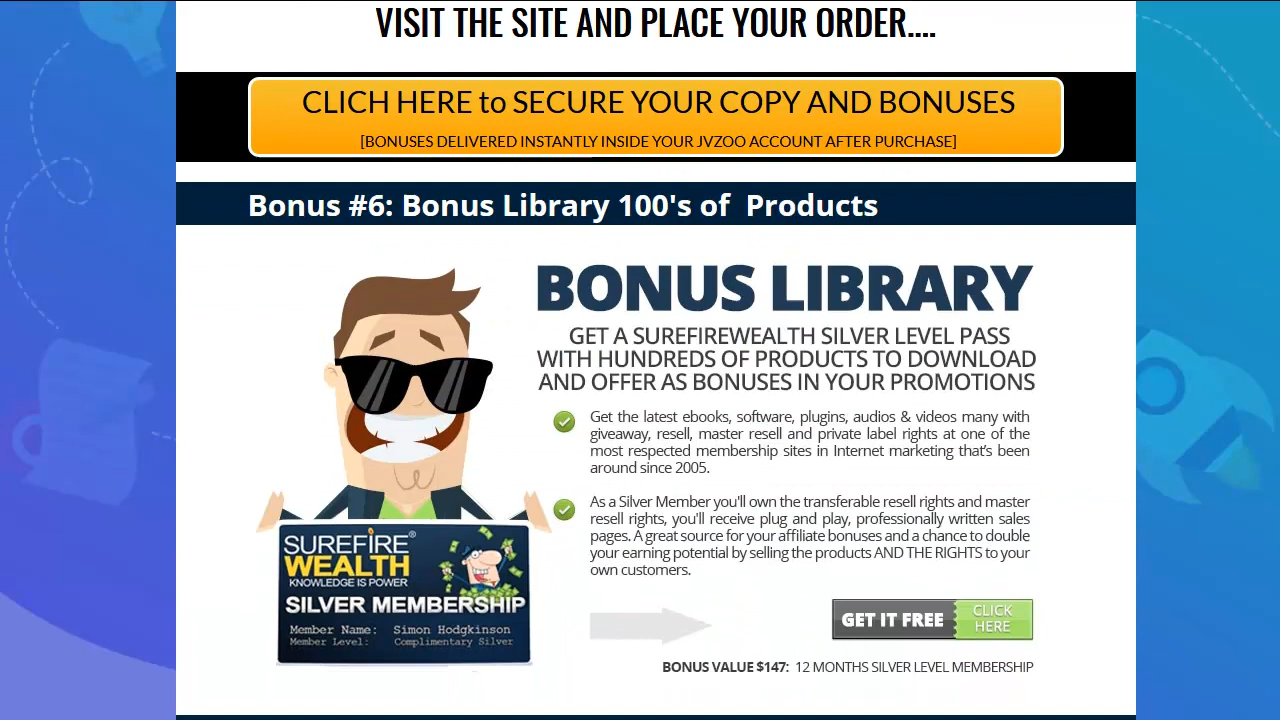 VISIT THE SITE AND PLACE YOUR ORDER....
CLICH HERE to SECURE YOUR COPY AND BONUSES
[BONUSES DELIVERED INSTANTLY INSIDE YOUR JVZOO ACCOUNT AFTER PURCHASE]
Bonus #6: Bonus Library 100's of Products
BONUS LIBRARY
GET A SUREFIREWEALTH SILVER LEVEL PASS
WITH HUNDREDS OF PRODUCTS TO DOWNLOAD
AND OFFER AS BONUSES IN YOUR PROMOTIONS
Get the latest ebooks, software, plugins, audios & videos many with
giveaway, resell, master resell and private label rights at one of the
most respected membership sites in Internet marketing that's been
around since 2005.
As a Silver Member you'll own the transferable resell rights and master
resell rights, you'll receive plug and play, professionally written sales
pages. A great source for your affiliate bonuses and a chance to double
your earning potential by selling the products AND THE RIGHTS to your
own customers.
SUREFIRE®
WEALTH
KNOWLEDGE IS POWER
SILVER MEMBERSHIP
Member Name: Simon Hodgkinson
Member Level: Complimentary Silver
GET IT FREE
CLICK
HERE
BONUS VALUE $147: 12 MONTHS SILVER LEVEL MEMBERSHIP